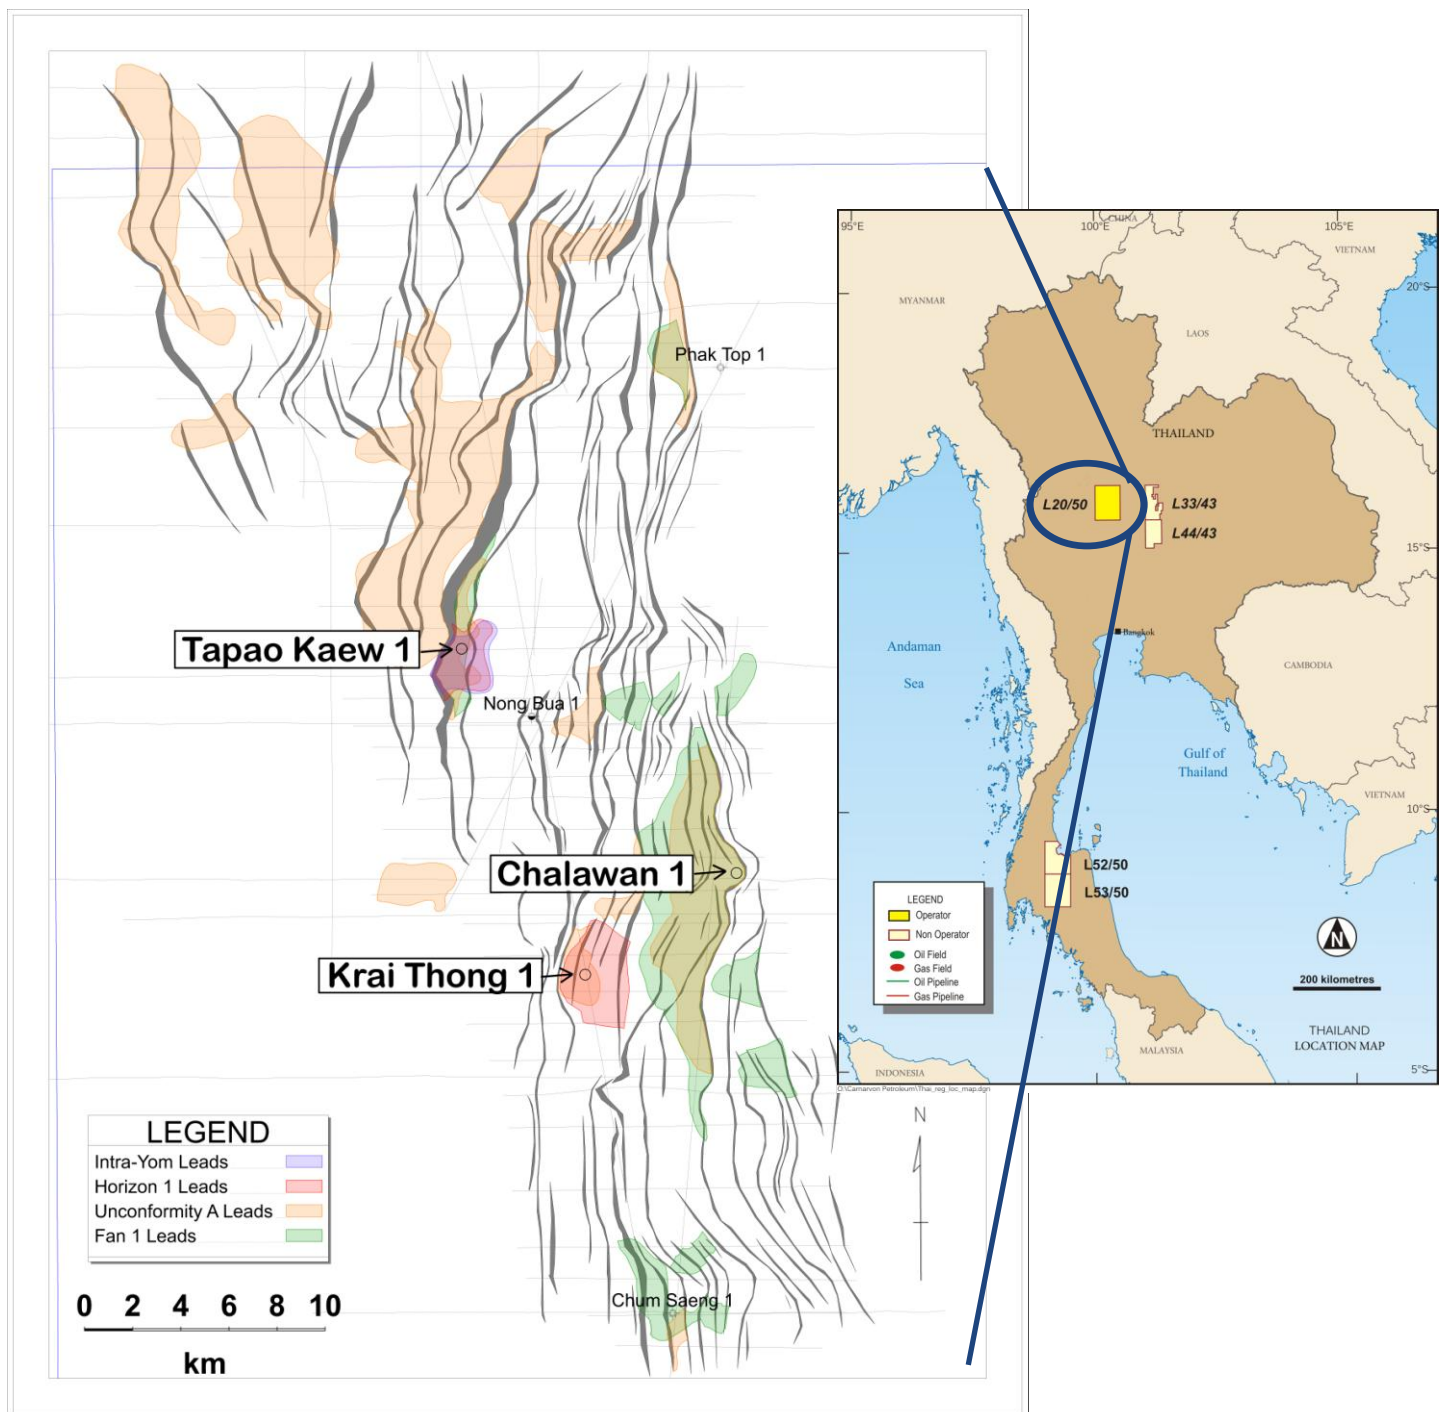 Phak Top 1
Tapao Kaew 1
Nong Bua 1
Chalawan 1
Krai Thong 1
Chum Saeng 1
N
LEGEND
Intra-Yom Leads
Horizon 1 Leads
Unconformity A Leads
Fan 1 Leads
0 2 4 6 8 10
km
95°E
100°E
105°E
CHINA
VIETNAM
MYANMAR
20°S
LAOS
THAILAND
L20/50
L33/43
L44/43
15°S
Bangkok
Andaman
Sea
CAMBODIA
Gulf of
Thailand
VIETNAM
10°S
L52/50
L53/50
LEGEND
Operator
Non Operator
Oil Field
Gas Field
Oil Pipeline
Gas Pipeline
N
200 kilometres
THAILAND
LOCATION MAP
MALAYSIA
INDONESIA
5°S
O:\Carnarvon Petroleum\Thai_reg_loc_map.dgn